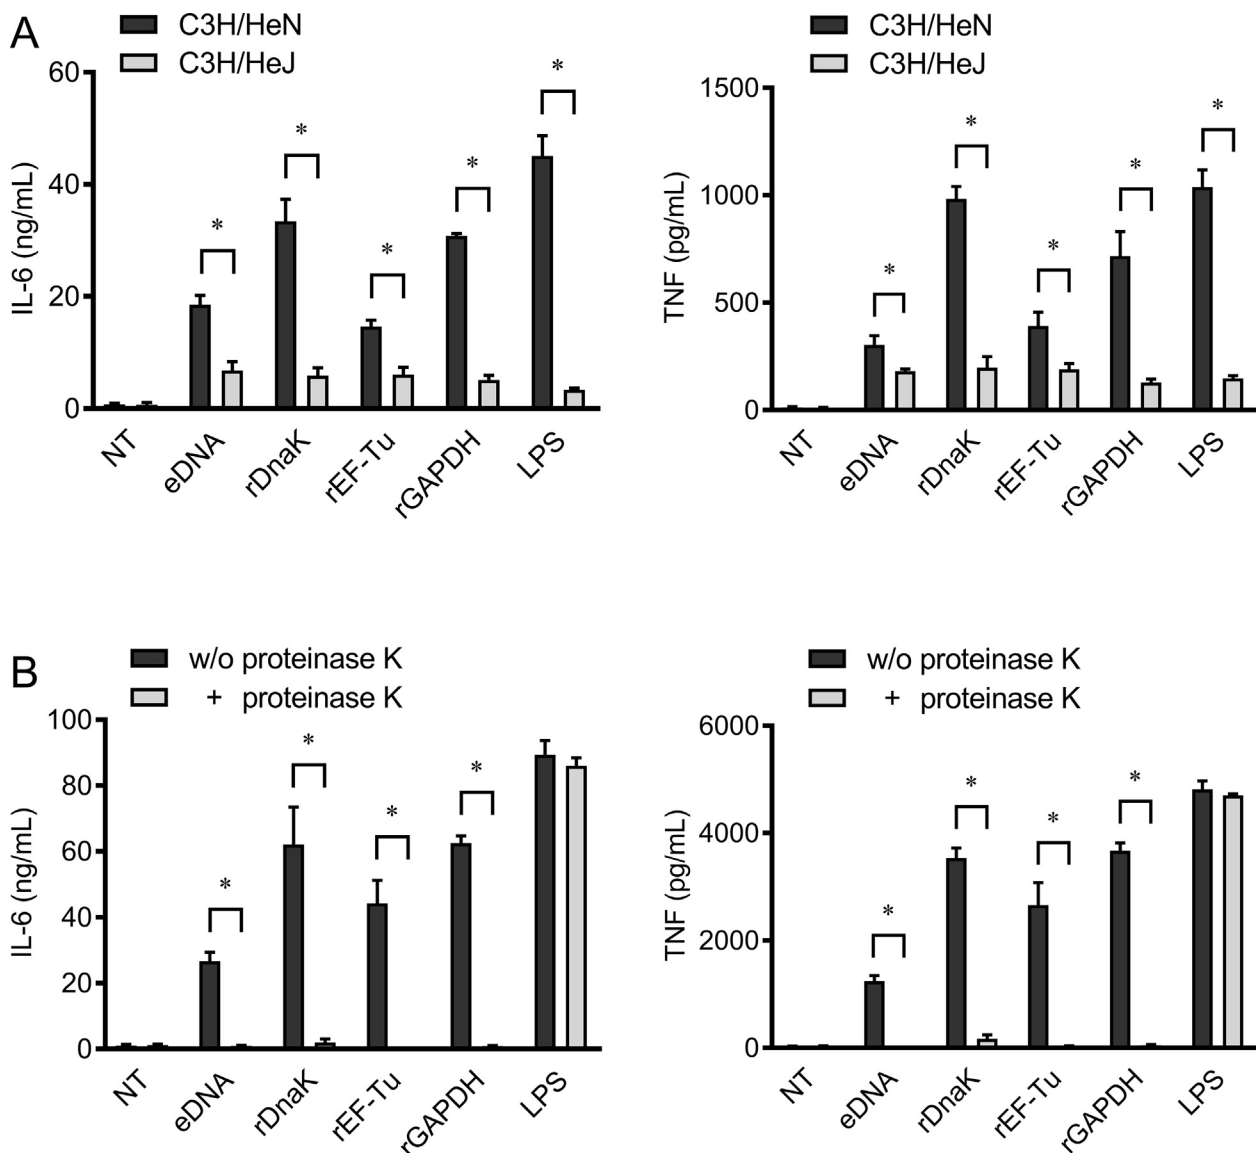 A
C3H/HeN
C3H/HeJ
IL-6 (ng/mL)
60
40
20
0
*
*
*
*
*
NT
eDNA
rDnaK
rEF-Tu
rGAPDH
LPS
C3H/HeN
C3H/HeJ
TNF (pg/mL)
1500
1000
500
0
*
*
*
*
*
NT
eDNA
rDnaK
rEF-Tu
rGAPDH
LPS
B
w/o proteinase K
+ proteinase K
IL-6 (ng/mL)
100
80
60
40
20
0
*
*
*
*
NT
eDNA
rDnaK
rEF-Tu
rGAPDH
LPS
w/o proteinase K
+ proteinase K
TNF (pg/mL)
6000
4000
2000
0
*
*
*
*
NT
eDNA
rDnaK
rEF-Tu
rGAPDH
LPS